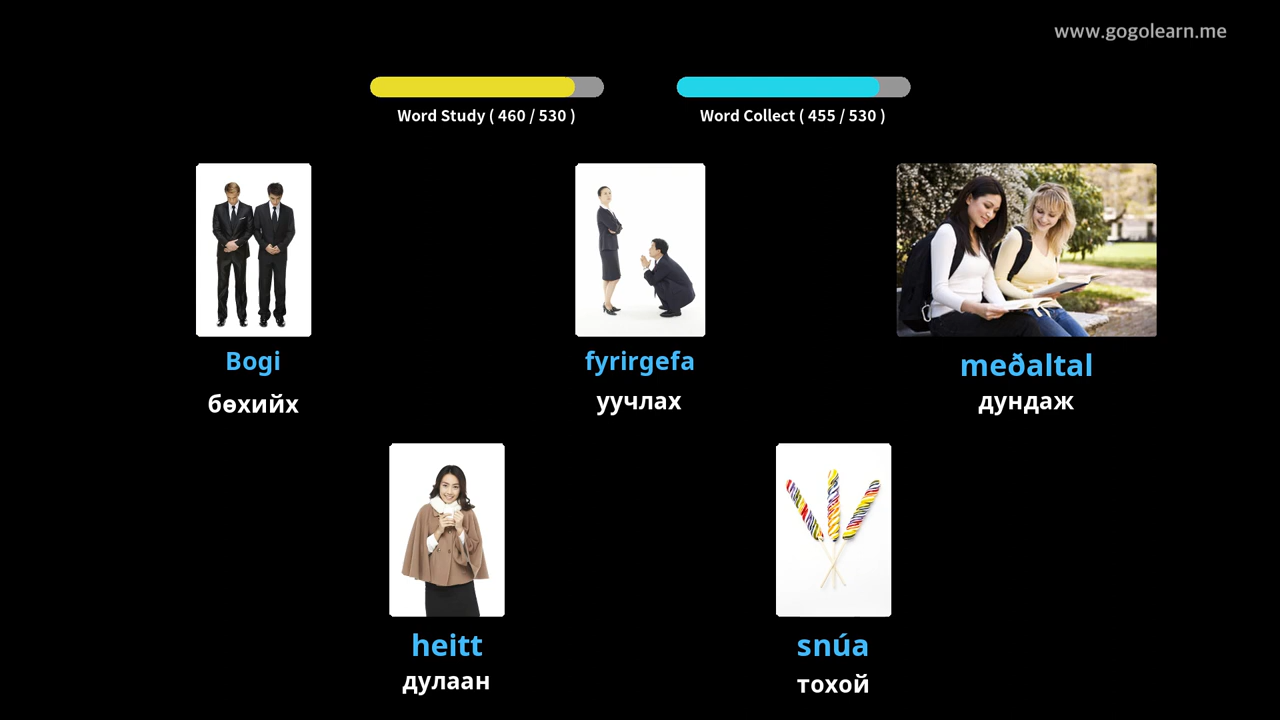 www.gogolearn.me
Word Study ( 460 / 530 )
Word Collect ( 455 / 530 )
Bogi
бөхийх
fyrirgefa
уучлах
meðaltal
дундаж
heitt
дулаан
snúa
тохой